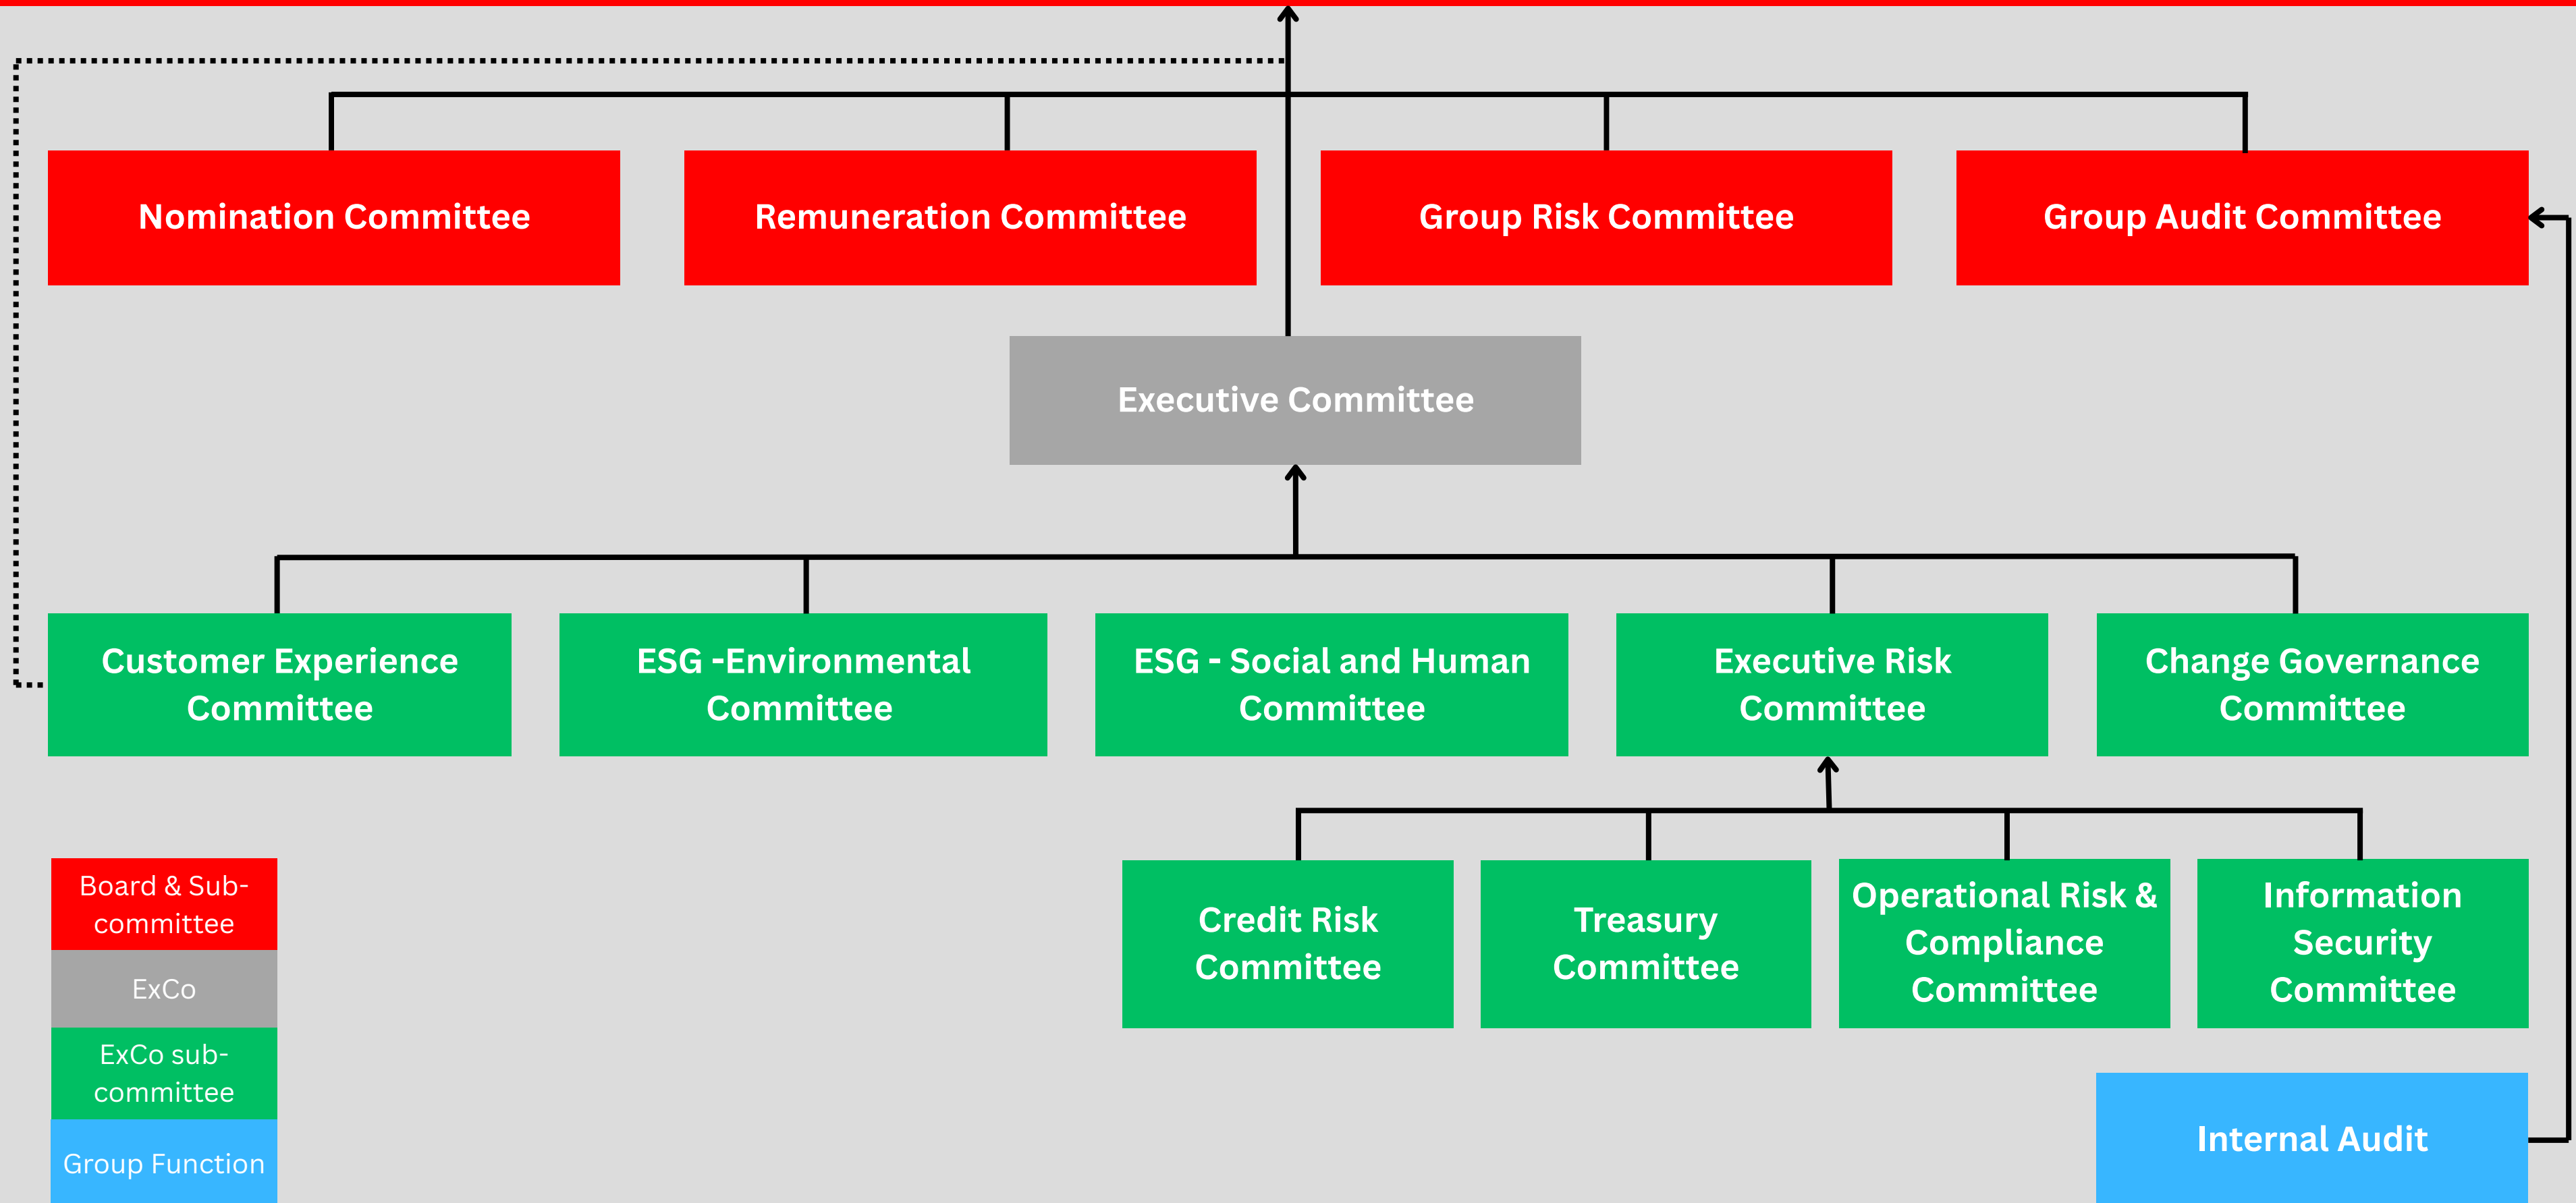 Nomination Committee
Remuneration Committee
Group Risk Committee
Group Audit Committee
Executive Committee
Customer Experience
Committee
ESG -Environmental
Committee
ESG - Social and Human
Committee
Executive Risk
Committee
Change Governance
Committee
Credit Risk
Committee
Treasury
Committee
Operational Risk &
Compliance
Committee
Information
Security
Committee
Board & Sub-
committee
ExCo
ExCo sub-
committee
Group Function
Internal Audit